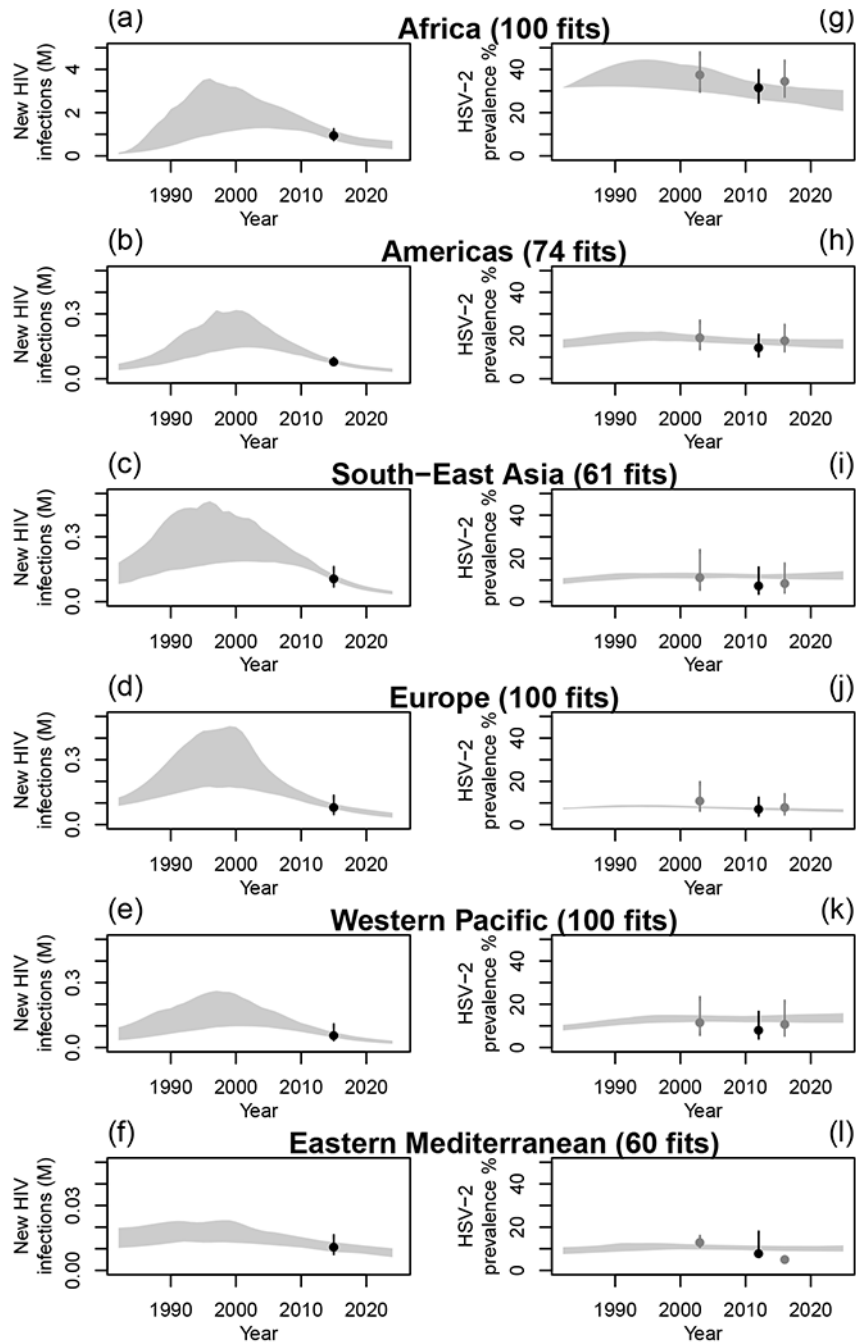 (a) Africa (100 fits) (g)
New HIV
infections (M)
4
2
0
1990 2000 2010 2020
Year
HSV−2
prevalence %
40
20
0
1990 2000 2010 2020
Year
(b) Americas (74 fits) (h)
New HIV
infections (M)
0.3
0.0
1990 2000 2010 2020
Year
HSV−2
prevalence %
40
20
0
1990 2000 2010 2020
Year
(c) South−East Asia (61 fits) (i)
New HIV
infections (M)
0.3
0.0
1990 2000 2010 2020
Year
HSV−2
prevalence %
40
20
0
1990 2000 2010 2020
Year
(d) Europe (100 fits) (j)
New HIV
infections (M)
0.3
0.0
1990 2000 2010 2020
Year
HSV−2
prevalence %
40
20
0
1990 2000 2010 2020
Year
(e) Western Pacific (100 fits) (k)
New HIV
infections (M)
0.3
0.0
1990 2000 2010 2020
Year
HSV−2
prevalence %
40
20
0
1990 2000 2010 2020
Year
(f) Eastern Mediterranean (60 fits) (l)
New HIV
infections (M)
0.03
0.00
1990 2000 2010 2020
Year
HSV−2
prevalence %
40
20
0
1990 2000 2010 2020
Year